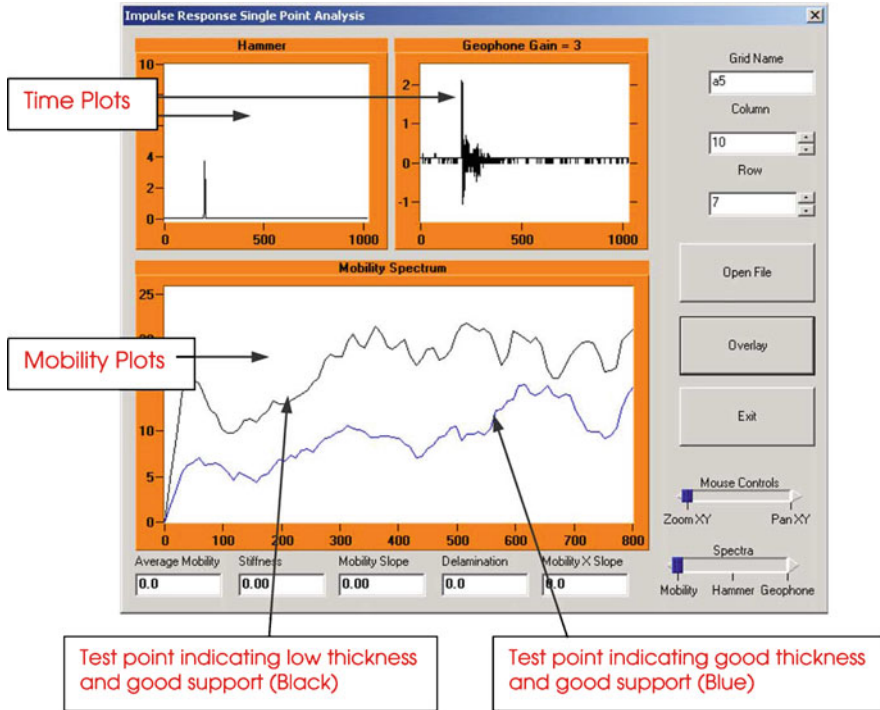 Impulse Response Single Point Analysis
Hammer
10
4
2
0
0 500 1000
Geophone Gain = 3
2
1
0
-1
0 500 1000
Time Plots
Grid Name
a5
Column
10
Row
7
Open File
Overlay
Exit
Mobility Spectrum
25
10
5
0
0 100 200 300 400 500 600 700 800
Mobility Plots
Mouse Controls
Zoom XY Pan XY
Spectra
Mobility Hammer Geophone
Average Mobility Stiffness Mobility Slope Delamination Mobility X Slope
0.0 0.00 0.00 0.0 0.0
Test point indicating low thickness
and good support (Black)
Test point indicating good thickness
and good support (Blue)